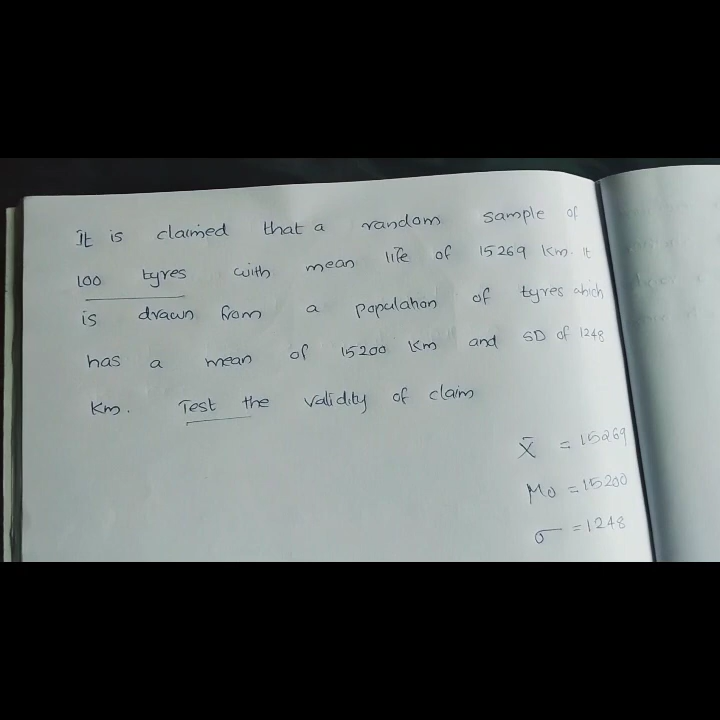 It is claimed that a random sample of
100 tyres with mean life of 15269 km. It
is drawn from a population of tyres which
has a mean of 15200 km and SD of 1248
km. Test the validity of claim
X̄ = 15269
μ0 = 15200
σ = 1248